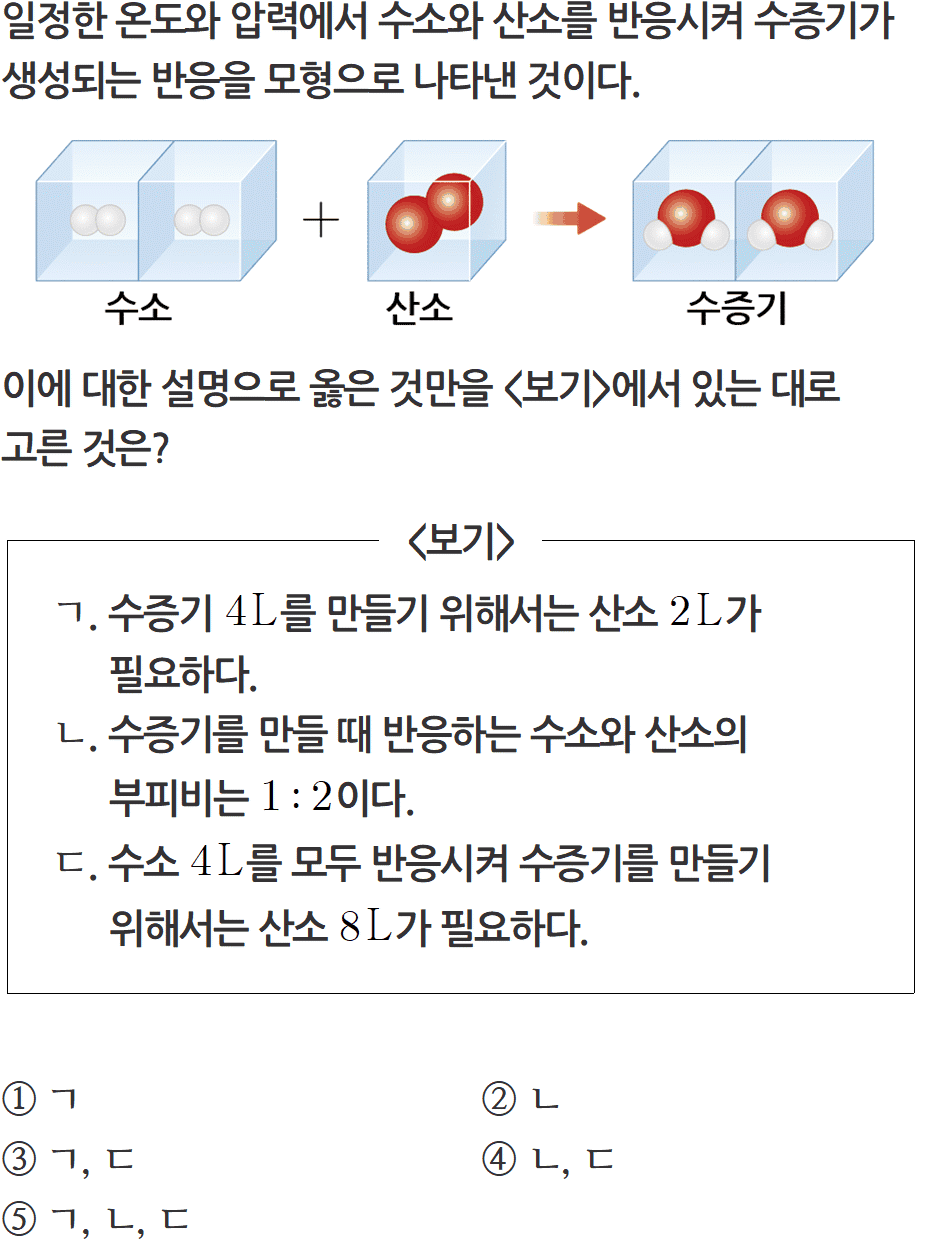 일정한 온도와 압력에서 수소와 산소를 반응시켜 수증기가
생성되는 반응을 모형으로 나타낸 것이다.
+
수소 산소 수증기
이에 대한 설명으로 옳은 것만을 <보기>에서 있는 대로
고른 것은?
<보기>
ㄱ. 수증기 4L를 만들기 위해서는 산소 2L가
필요하다.
ㄴ. 수증기를 만들 때 반응하는 수소와 산소의
부피비는 1 : 2이다.
ㄷ. 수소 4L를 모두 반응시켜 수증기를 만들기
위해서는 산소 8L가 필요하다.
① ㄱ ② ㄴ
③ ㄱ, ㄷ ④ ㄴ, ㄷ
⑤ ㄱ, ㄴ, ㄷ